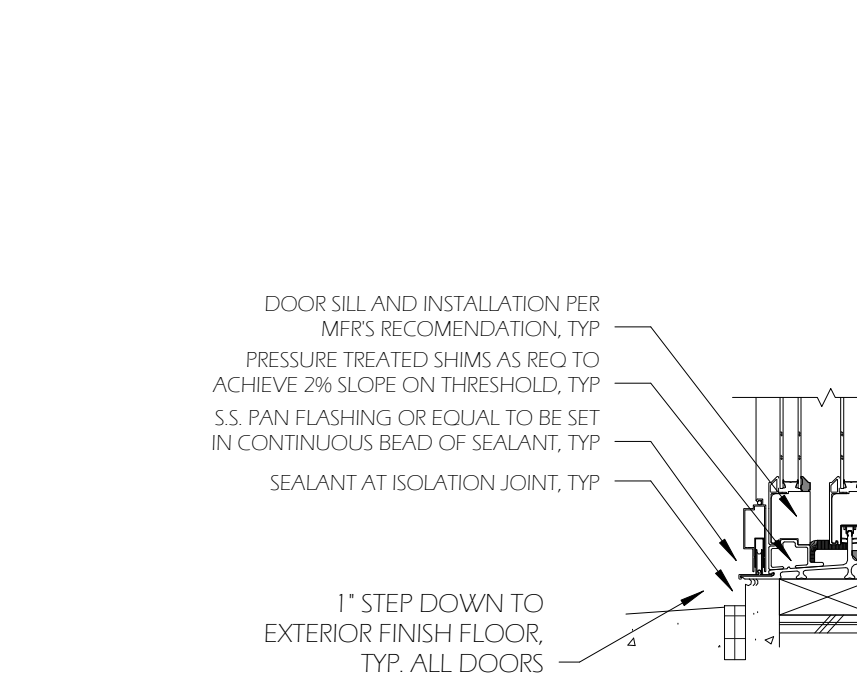 DOOR SILL AND INSTALLATION PER
MFR'S RECOMENDATION, TYP
PRESSURE TREATED SHIMS AS REQ TO
ACHIEVE 2% SLOPE ON THRESHOLD, TYP
S.S. PAN FLASHING OR EQUAL TO BE SET
IN CONTINUOUS BEAD OF SEALANT, TYP
SEALANT AT ISOLATION JOINT, TYP
1" STEP DOWN TO
EXTERIOR FINISH FLOOR,
TYP. ALL DOORS